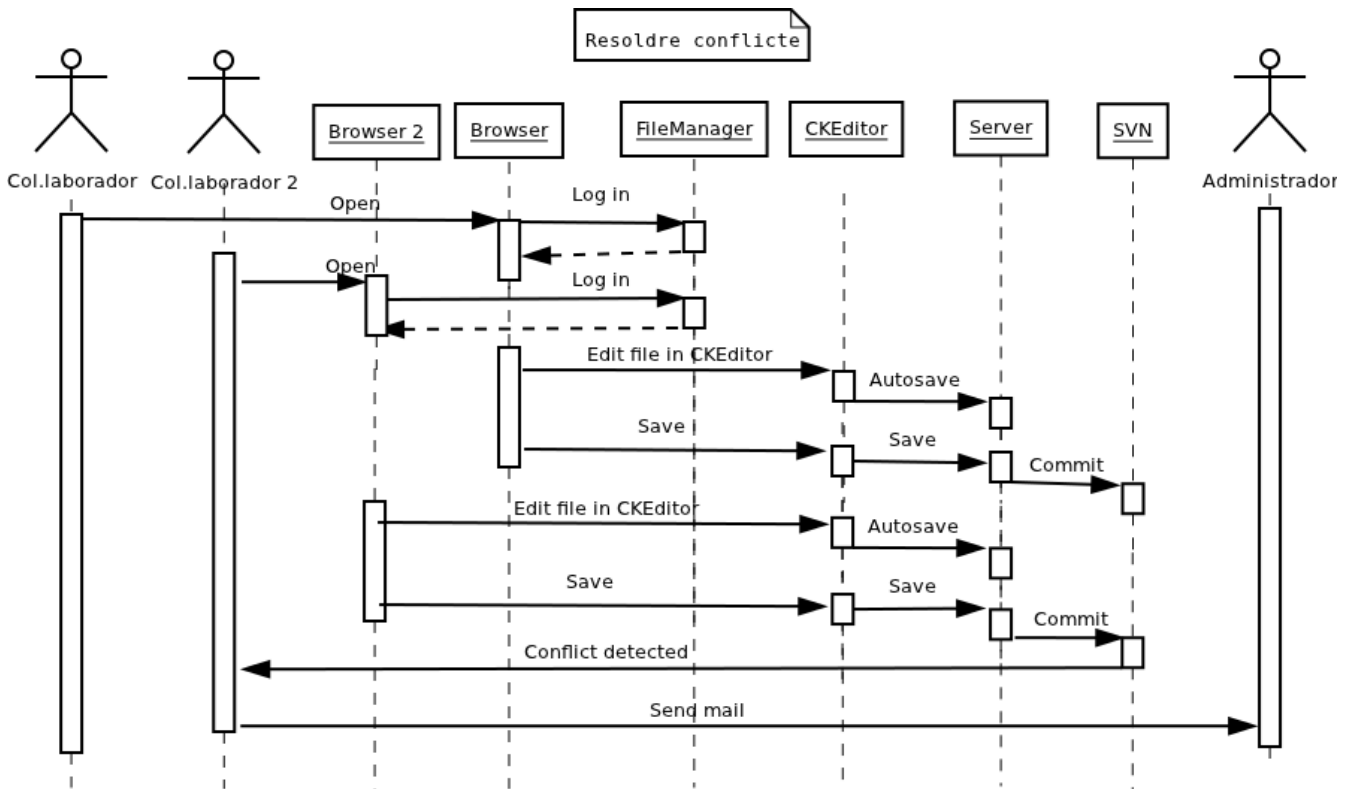 Resoldre conflicte
Browser 2
Browser
FileManager
CKEditor
Server
SVN
Col.laborador
Col.laborador 2
Administrador
Open
Log in
Open
Log in
Edit file in CKEditor
Autosave
Save
Save
Commit
Edit file in CKEditor
Autosave
Save
Save
Commit
Conflict detected
Send mail